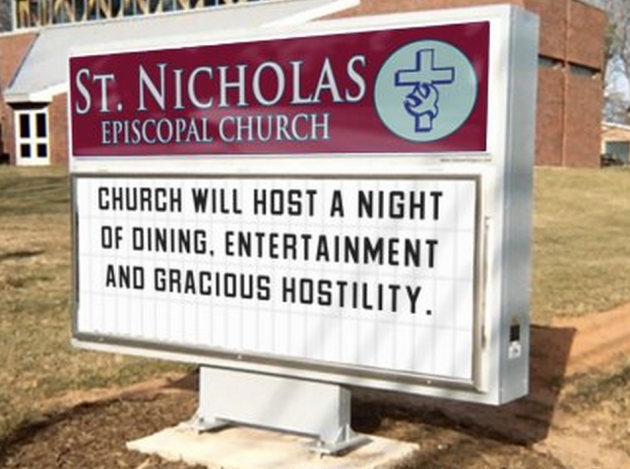 ST. NICHOLAS
EPISCOPAL CHURCH
CHURCH WILL HOST A NIGHT
OF DINING, ENTERTAINMENT
AND GRACIOUS HOSTILITY.